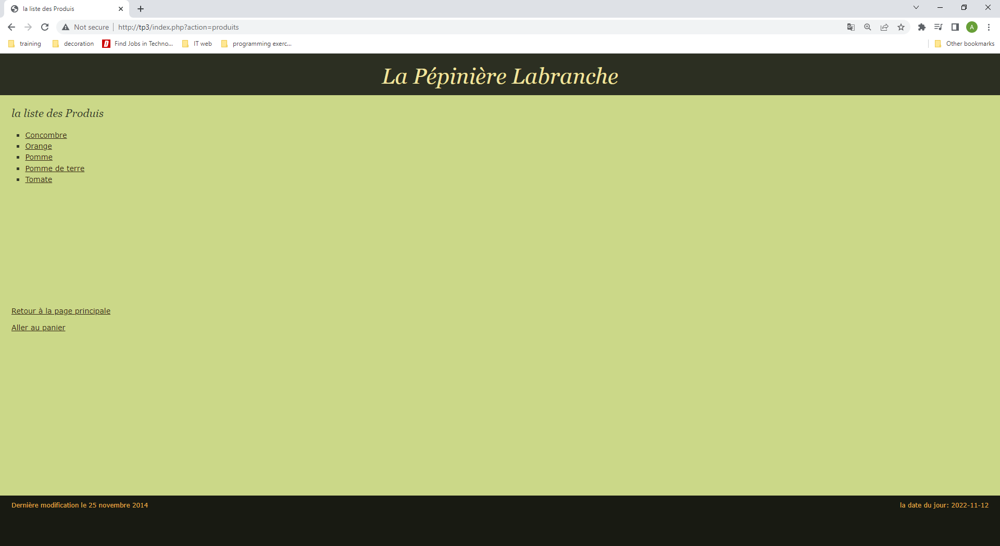 la liste des Produis
Not secure http://tp3/index.php?action=produits
A
training decoration D Find Jobs in Techno... IT web programming exerc... Other bookmarks
La Pépinière Labranche
la liste des Produis
Concombre
Orange
Pomme
Pomme de terre
Tomate
Retour à la page principale
Aller au panier
Dernière modification le 25 novembre 2014 la date du jour: 2022-11-12